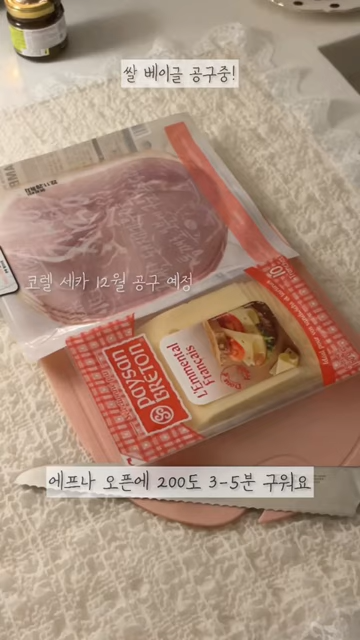 쌀 베이글 공구중!
코렐 세카 12월 공구 예정
paysan
BRETON
L'Emmental
Français
에프나 오픈에 200도 3-5분 구워요